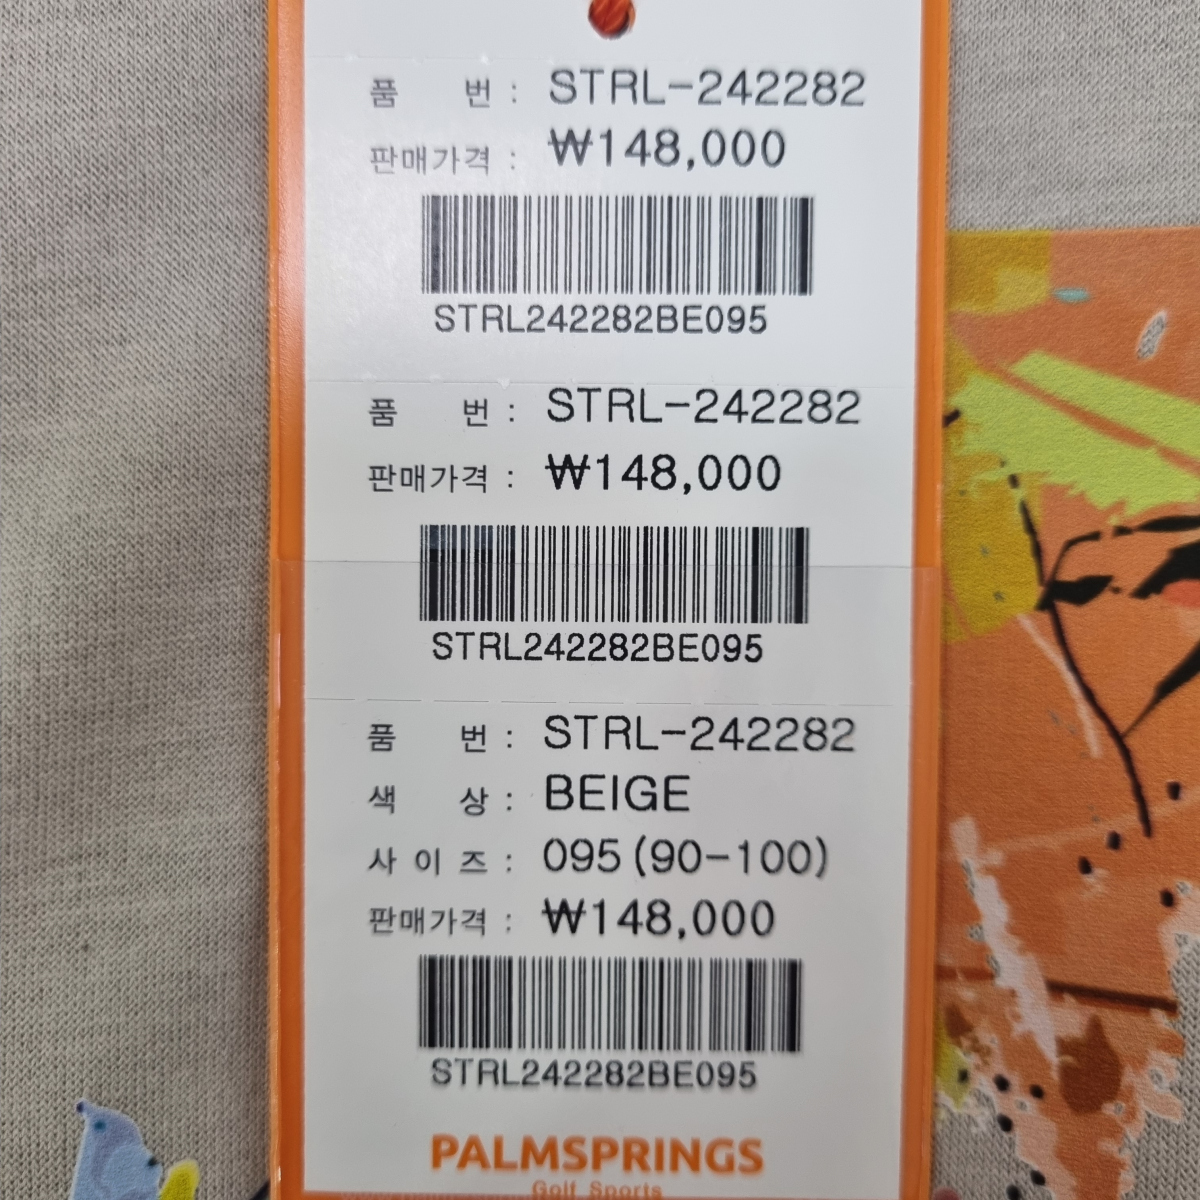 품 번 : STRL-242282
판매가격 : ₩148,000
STRL242282BE095
품 번 : STRL-242282
판매가격 : ₩148,000
STRL242282BE095
품 번 : STRL-242282
색 상 : BEIGE
사 이 즈 : 095 (90-100)
판매가격 : ₩148,000
STRL242282BE095
PALMSPRINGS
Golf Sports